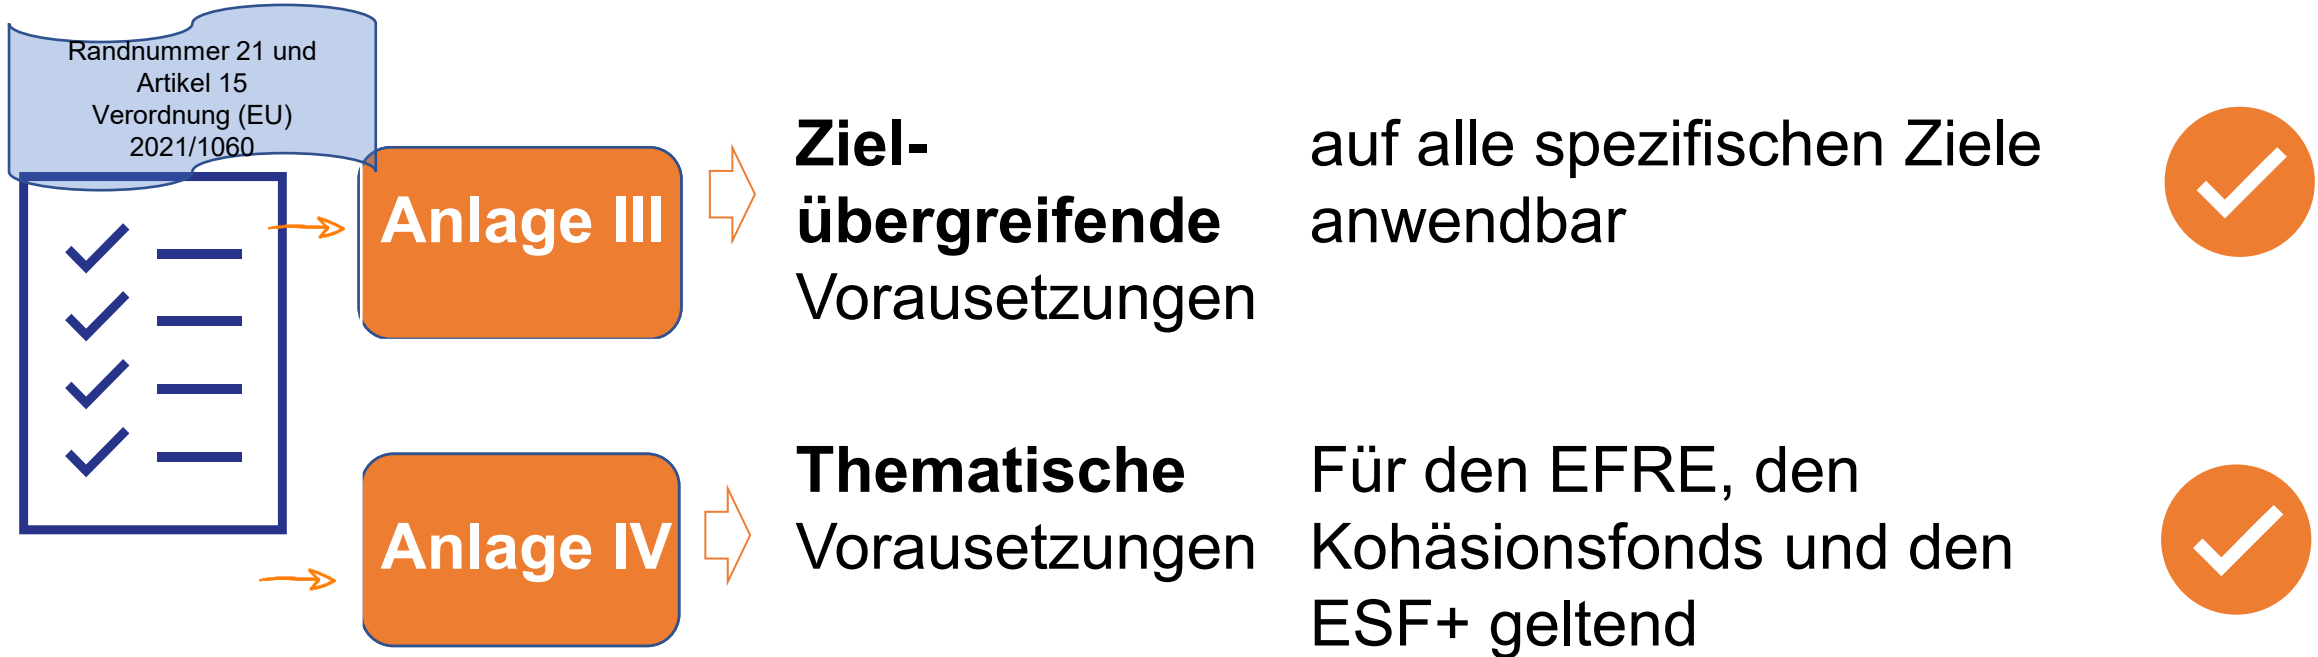 Randnummer 21 und
Artikel 15
Verordnung (EU)
2021/1060
Anlage III
Ziel-
übergreifende
Vorausetzungen
auf alle spezifischen Ziele
anwendbar
Anlage IV
Thematische
Vorausetzungen
Für den EFRE, den
Kohäsionsfonds und den
ESF+ geltend